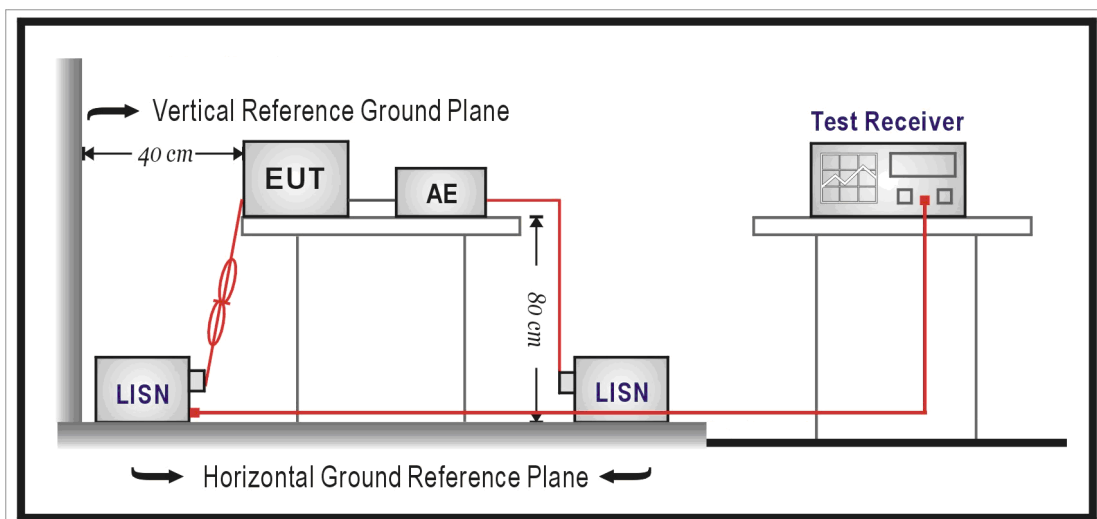 Vertical Reference Ground Plane
Test Receiver
40 cm
EUT
AE
80 cm
LISN
LISN
Horizontal Ground Reference Plane